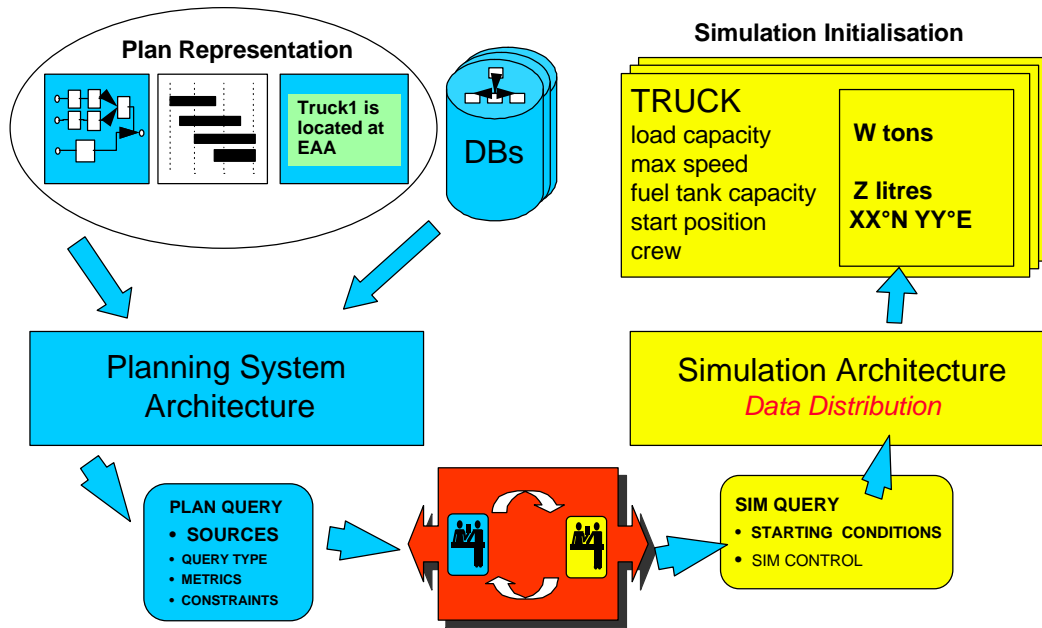 Plan Representation
Truck1 is
located at
EAA
DBs
Simulation Initialisation
TRUCK
load capacity
max speed
fuel tank capacity
start position
crew
W tons
Z litres
XX°N YY°E
Planning System
Architecture
Simulation Architecture
Data Distribution
PLAN QUERY
• SOURCES
• QUERY TYPE
• METRICS
• CONSTRAINTS
SIM QUERY
• STARTING CONDITIONS
• SIM CONTROL